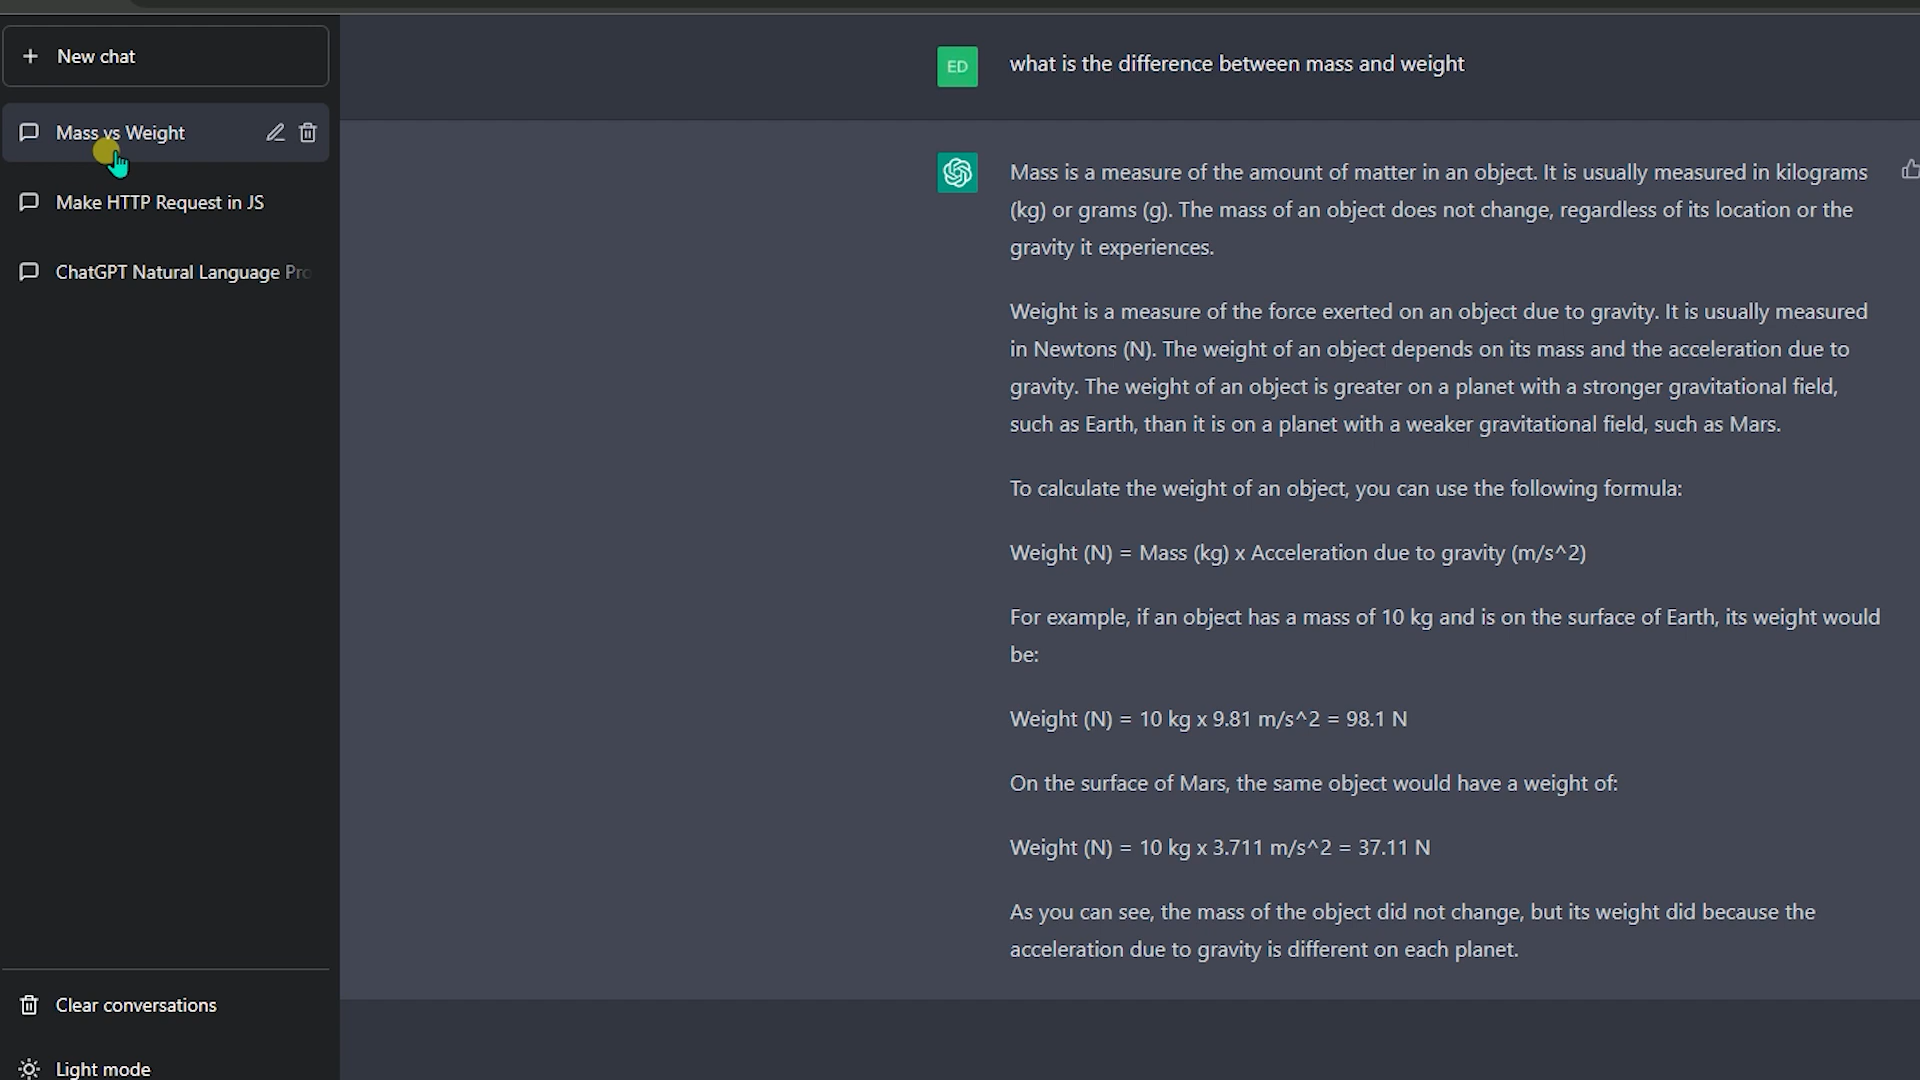 New chat
Mass vs Weight
Make HTTP Request in JS
ChatGPT Natural Language Pro
Clear conversations
Light mode
ED
what is the difference between mass and weight
Mass is a measure of the amount of matter in an object. It is usually measured in kilograms
(kg) or grams (g). The mass of an object does not change, regardless of its location or the
gravity it experiences.
Weight is a measure of the force exerted on an object due to gravity. It is usually measured
in Newtons (N). The weight of an object depends on its mass and the acceleration due to
gravity. The weight of an object is greater on a planet with a stronger gravitational field,
such as Earth, than it is on a planet with a weaker gravitational field, such as Mars.
To calculate the weight of an object, you can use the following formula:
Weight (N) = Mass (kg) x Acceleration due to gravity (m/s^2)
For example, if an object has a mass of 10 kg and is on the surface of Earth, its weight would
be:
Weight (N) = 10 kg x 9.81 m/s^2 = 98.1 N
On the surface of Mars, the same object would have a weight of:
Weight (N) = 10 kg x 3.711 m/s^2 = 37.11 N
As you can see, the mass of the object did not change, but its weight did because the
acceleration due to gravity is different on each planet.